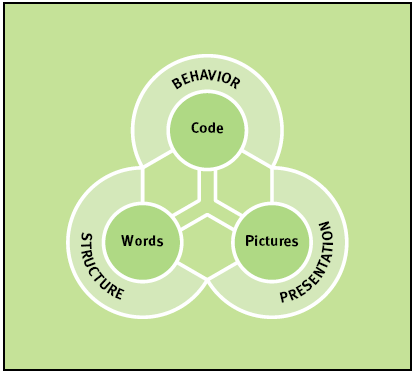 BEHAVIOR
Code
Words
Pictures
STRUCTURE
PRESENTATION